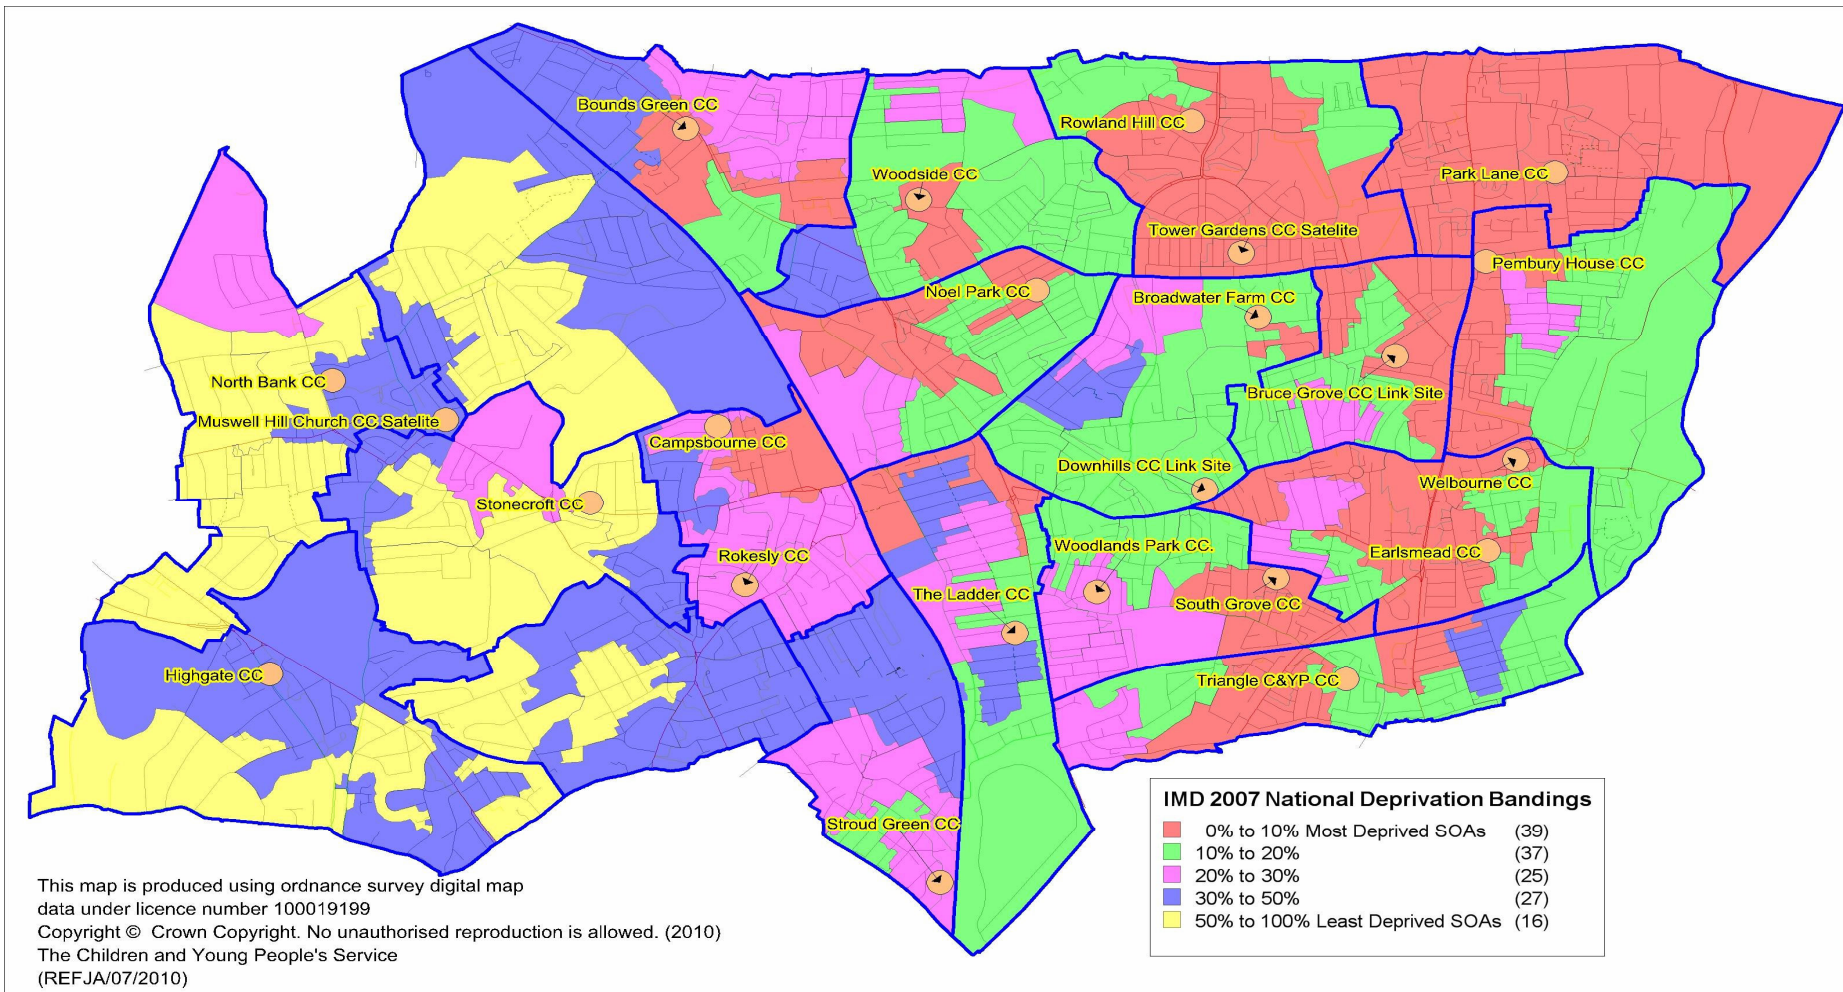 Bounds Green CC
Rowland Hill CC
Woodside CC
Park Lane CC
Tower Gardens CC Satelite
Pembury House CC
Noel Park CC
Broadwater Farm CC
North Bank CC
Bruce Grove CC Link Site
Muswell Hill Church CC Satelite
Campsbourne CC
Downhills CC Link Site
Welbourne CC
Stonecroft CC
Woodlands Park CC.
Earlsmead CC
Rokesly CC
The Ladder CC
South Grove CC
Highgate CC
Triangle C&YP CC
Stroud Green CC
IMD 2007 National Deprivation Bandings
0% to 10% Most Deprived SOAs (39)
10% to 20% (37)
20% to 30% (25)
30% to 50% (27)
50% to 100% Least Deprived SOAs (16)
This map is produced using ordnance survey digital map
data under licence number 100019199
Copyright © Crown Copyright. No unauthorised reproduction is allowed. (2010)
The Children and Young People's Service
(REFJA/07/2010)